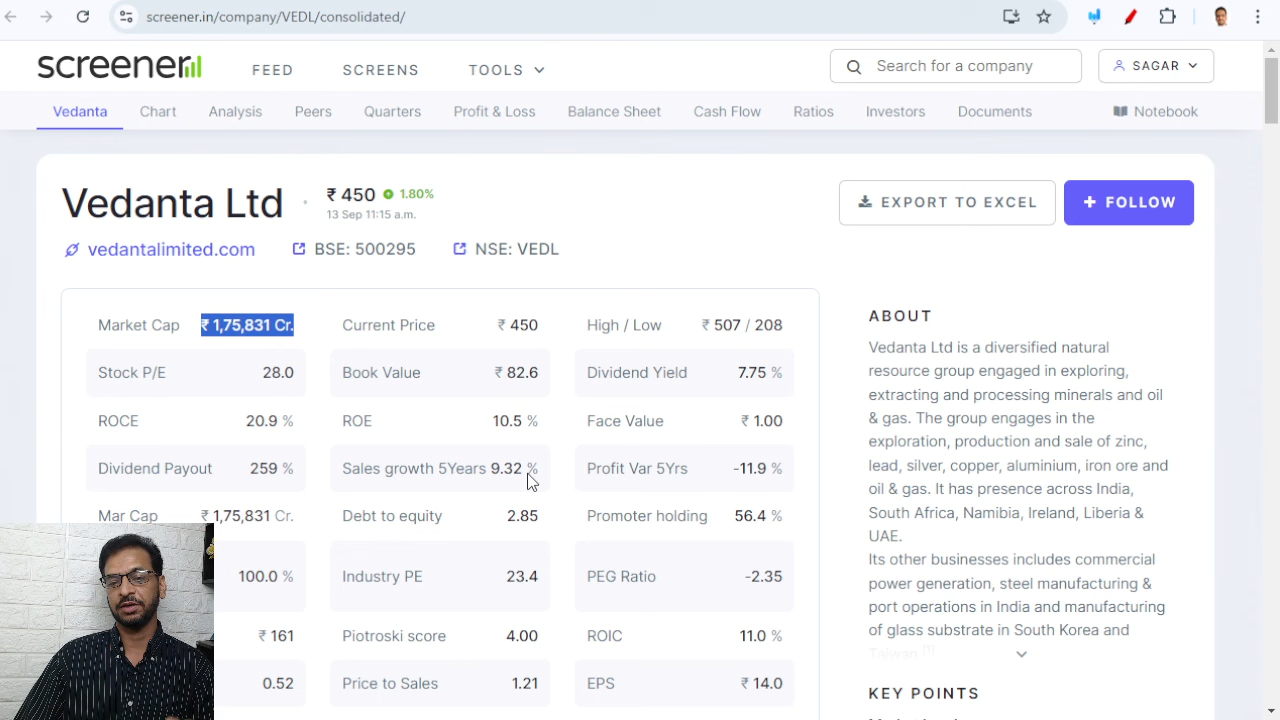 screener.in/company/VEDL/consolidated/
screener
FEED
SCREENS
TOOLS
Search for a company
SAGAR
Vedanta
Chart
Analysis
Peers
Quarters
Profit & Loss
Balance Sheet
Cash Flow
Ratios
Investors
Documents
Notebook
Vedanta Ltd
₹ 450 1.80%
13 Sep 11:15 a.m.
EXPORT TO EXCEL
+ FOLLOW
vedantalimited.com
BSE: 500295
NSE: VEDL
Market Cap ₹ 1,75,831 Cr.
Current Price ₹ 450
High / Low ₹ 507 / 208
Stock P/E 28.0
Book Value ₹ 82.6
Dividend Yield 7.75 %
ROCE 20.9 %
ROE 10.5 %
Face Value ₹ 1.00
Dividend Payout 259 %
Sales growth 5Years 9.32 %
Profit Var 5Yrs -11.9 %
Mar Cap ₹ 1,75,831 Cr.
Debt to equity 2.85
Promoter holding 56.4 %
100.0 %
Industry PE 23.4
PEG Ratio -2.35
₹ 161
Piotroski score 4.00
ROIC 11.0 %
0.52
Price to Sales 1.21
EPS ₹ 14.0
ABOUT
Vedanta Ltd is a diversified natural
resource group engaged in exploring,
extracting and processing minerals and oil
& gas. The group engages in the
exploration, production and sale of zinc,
lead, silver, copper, aluminium, iron ore and
oil & gas. It has presence across India,
South Africa, Namibia, Ireland, Liberia &
UAE.
Its other businesses includes commercial
power generation, steel manufacturing &
port operations in India and manufacturing
of glass substrate in South Korea and
Taiwan [1]
KEY POINTS